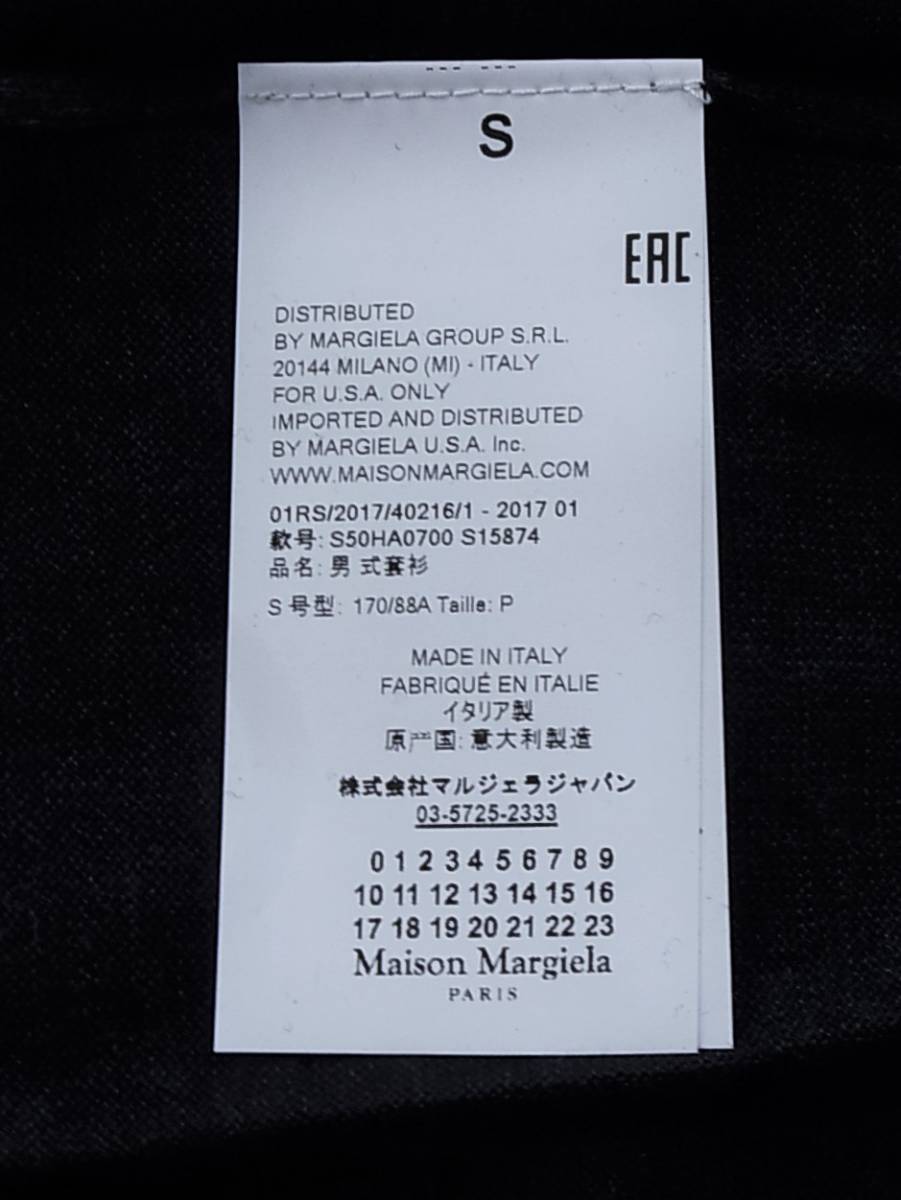 S
EAC
DISTRIBUTED
BY MARGIELA GROUP S.R.L.
20144 MILANO (MI) - ITALY
FOR U.S.A. ONLY
IMPORTED AND DISTRIBUTED
BY MARGIELA U.S.A. Inc.
WWW.MAISONMARGIELA.COM
01RS/2017/40216/1 - 2017 01
款号: S50HA0700 S15874
品名: 男 式套衫
S 号型: 170/88A Taille: P
MADE IN ITALY
FABRIQUÉ EN ITALIE
イタリア製
原产国: 意大利製造
株式会社マルジェラジャパン
03-5725-2333
0 1 2 3 4 5 6 7 8 9
10 11 12 13 14 15 16
17 18 19 20 21 22 23
Maison Margiela
PARIS